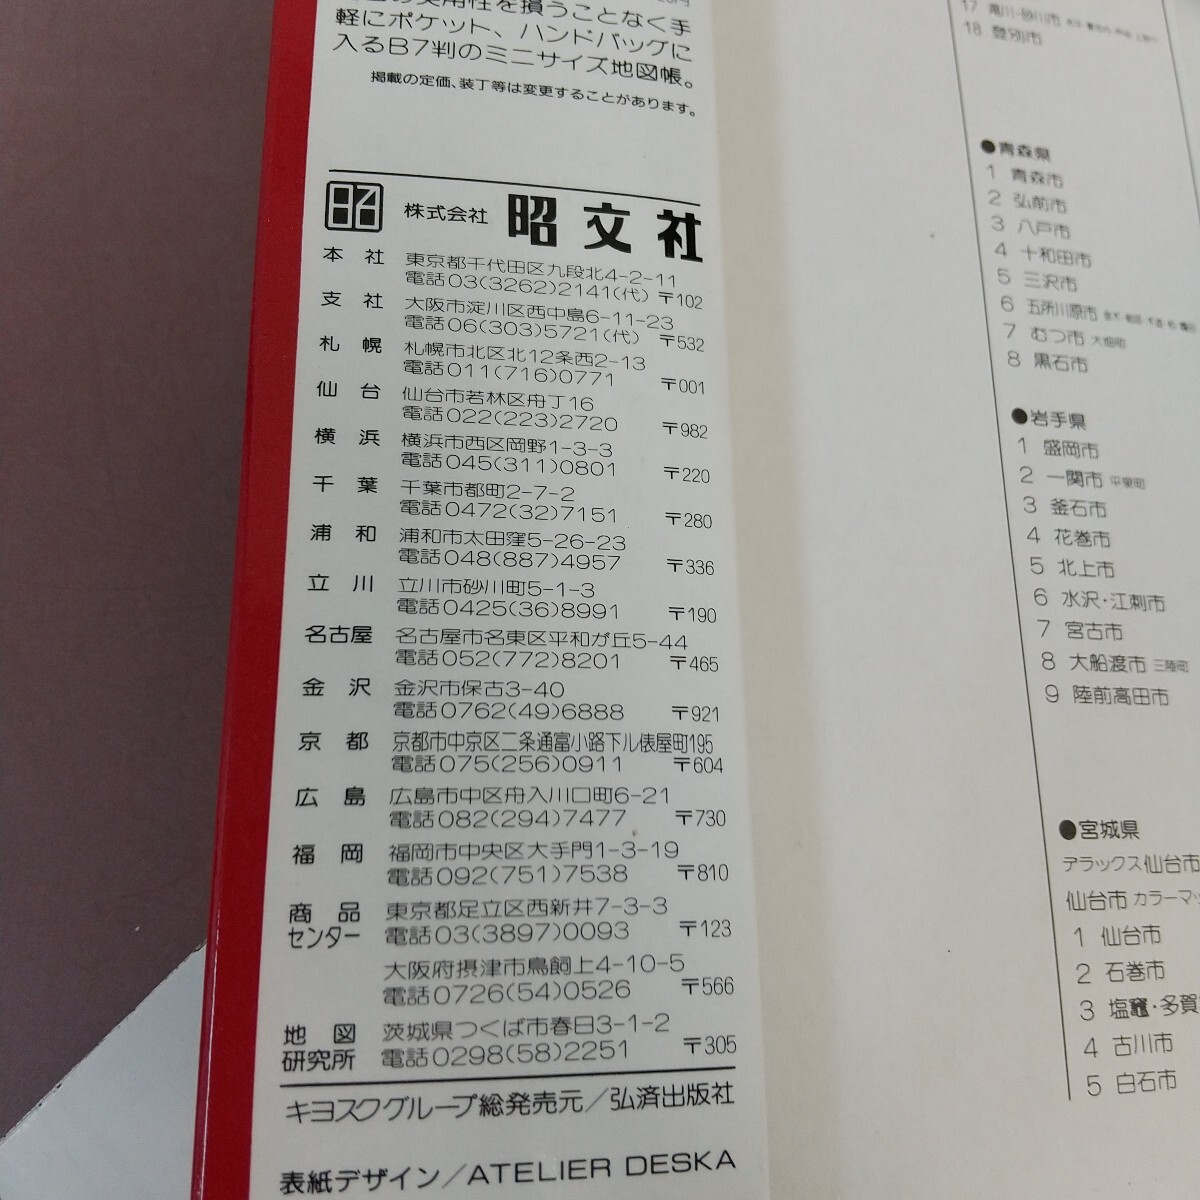 の実用性を損うことなく手
軽にポケット、ハンドバッグに
入るB7判のミニサイズ地図帳。
掲載の定価、装丁等は変更することがあります。
昭 株式会社 昭文社
本社 東京都千代田区九段北4-2-11
電話03(3262)2141(代) 〒102
支社 大阪市淀川区西中島6-11-23
電話06(303)5721(代) 〒532
札幌 札幌市北区北12条西2-13
電話011(716)0771 〒001
仙台 仙台市若林区舟丁16
電話022(223)2720 〒982
横浜 横浜市西区岡野1-3-3
電話045(311)0801 〒220
千葉 千葉市都町2-7-2
電話0472(32)7151 〒280
浦和 浦和市太田窪5-26-23
電話048(887)4957 〒336
立川 立川市砂川町5-1-3
電話0425(36)8991 〒190
名古屋 名古屋市名東区平和が丘5-44
電話052(772)8201 〒465
金沢 金沢市保古3-40
電話0762(49)6888 〒921
京都 京都市中京区二条通富小路下ル俵屋町195
電話075(256)0911 〒604
広島 広島市中区舟入川口町6-21
電話082(294)7477 〒730
福岡 福岡市中央区大手門1-3-19
電話092(751)7538 〒810
商品センター 東京都足立区西新井7-3-3
電話03(3897)0093 〒123
大阪府摂津市鳥飼上4-10-5
電話0726(54)0526 〒566
地図研究所 茨城県つくば市春日3-1-2
電話0298(58)2251 〒305
キヨスクグループ総発売元/弘済出版社
表紙デザイン/ATELIER DESKA
17 滝川・砂川市
18 登別市
●青森県
1 青森市
2 弘前市
3 八戸市
4 十和田市
5 三沢市
6 五所川原市
7 むつ市 大畑町
8 黒石市
●岩手県
1 盛岡市
2 一関市 平泉町
3 釜石市
4 花巻市
5 北上市
6 水沢・江刺市
7 宮古市
8 大船渡市 三陸町
9 陸前高田市
●宮城県
デラックス仙台市
仙台市 カラーマッ
1 仙台市
2 石巻市
3 塩竈・多賀
4 古川市
5 白石市